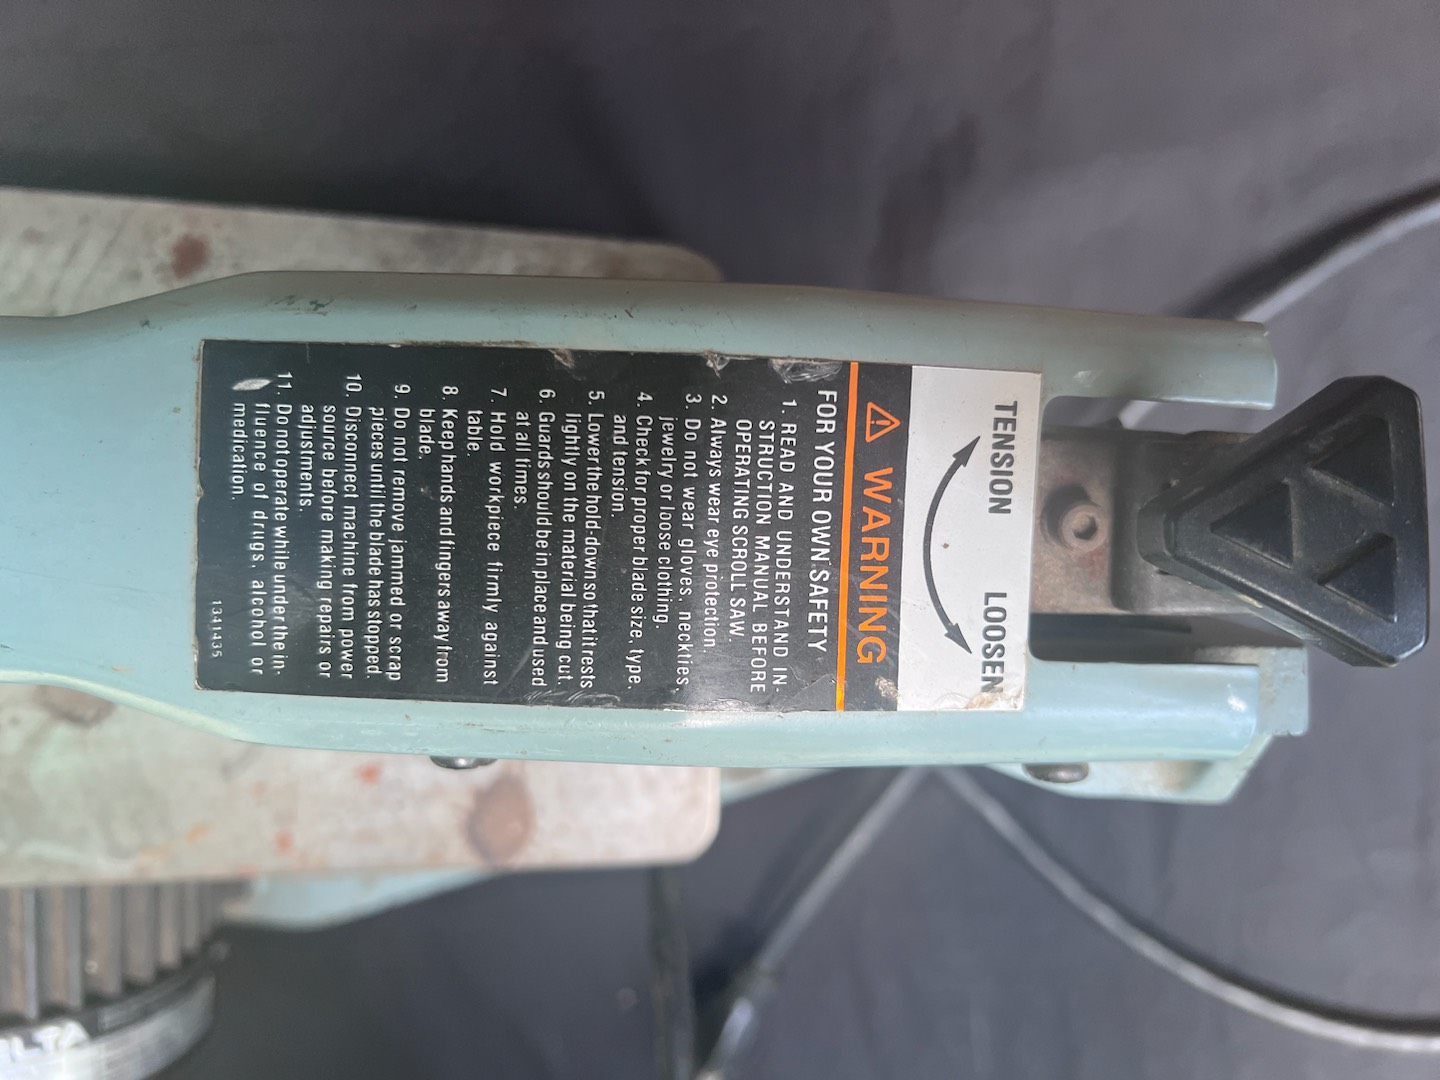 TENSION LOOSEN
WARNING
FOR YOUR OWN SAFETY
1. READ AND UNDERSTAND IN-
STRUCTION MANUAL BEFORE
OPERATING SCROLL SAW.
2. Always wear eye protection.
3. Do not wear gloves, neckties,
jewelry or loose clothing.
4. Check for proper blade size, type,
and tension.
5. Lower the hold-down so that it rests
lightly on the material being cut.
6. Guards should be in place and used
at all times.
7. Hold workpiece firmly against
table.
8. Keep hands and fingers away from
blade.
9. Do not remove jammed or scrap
pieces until the blade has stopped.
10. Disconnect machine from power
source before making repairs or
adjustments.
11. Do not operate while under the in-
fluence of drugs, alcohol or
medication.
1341435